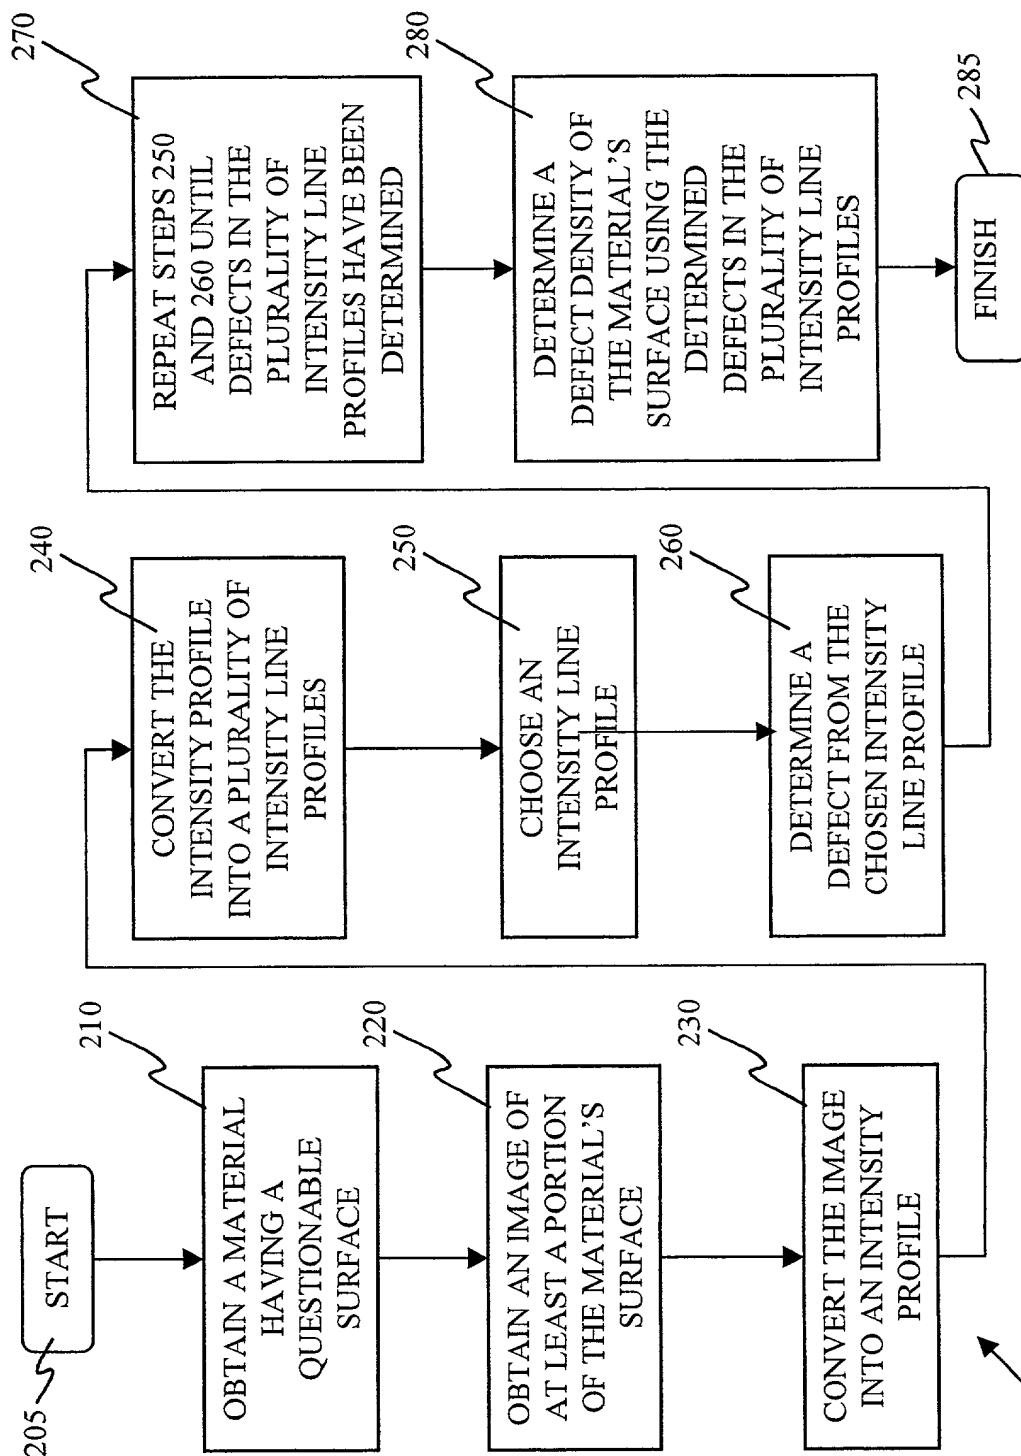 205
START
210
OBTAIN A MATERIAL
HAVING A
QUESTIONABLE
SURFACE
220
OBTAIN AN IMAGE OF
AT LEAST A PORTION
OF THE MATERIAL'S
SURFACE
230
CONVERT THE IMAGE
INTO AN INTENSITY
PROFILE
240
CONVERT THE
INTENSITY PROFILE
INTO A PLURALITY OF
INTENSITY LINE
PROFILES
250
CHOOSE AN
INTENSITY LINE
PROFILE
260
DETERMINE A
DEFECT FROM THE
CHOSEN INTENSITY
LINE PROFILE
270
REPEAT STEPS 250
AND 260 UNTIL
DEFECTS IN THE
PLURALITY OF
INTENSITY LINE
PROFILES HAVE BEEN
DETERMINED
280
DETERMINE A
DEFECT DENSITY OF
THE MATERIAL'S
SURFACE USING THE
DETERMINED
DEFECTS IN THE
PLURALITY OF
INTENSITY LINE
PROFILES
285
FINISH